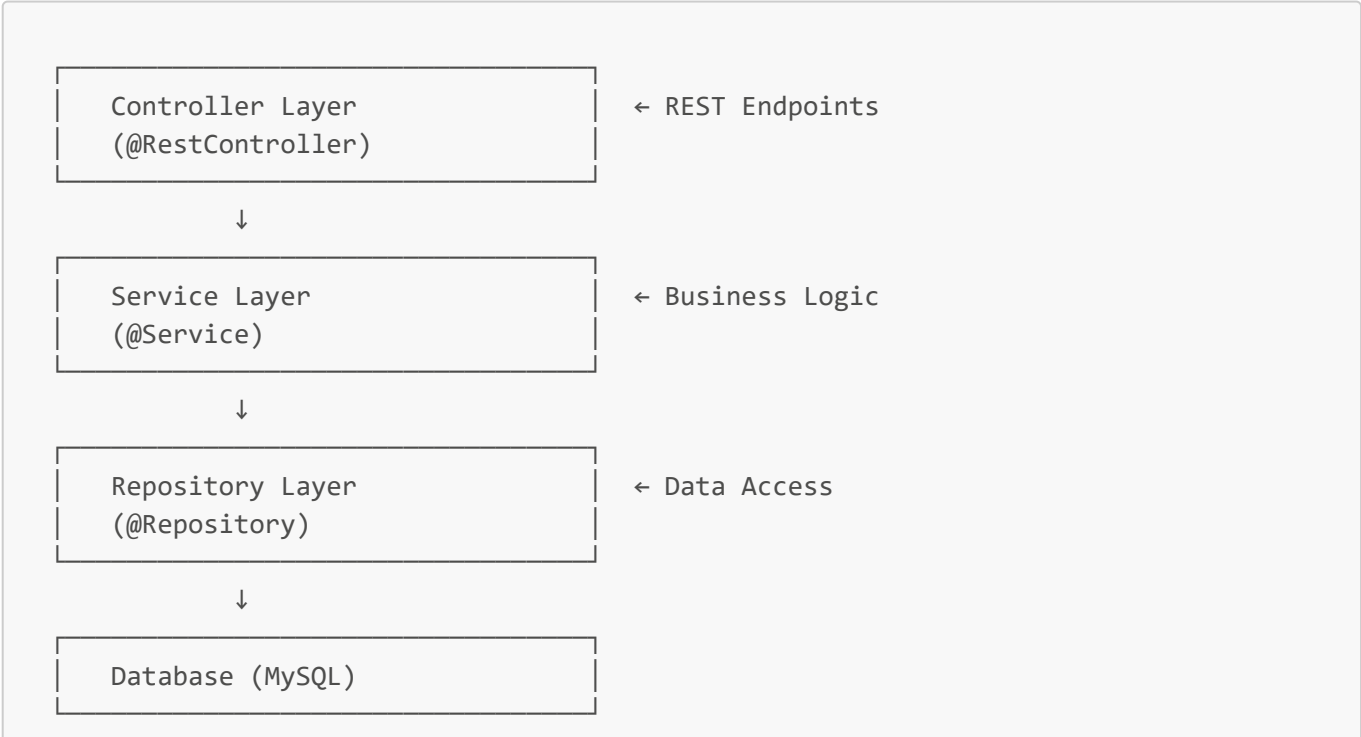 Controller Layer ← REST Endpoints
(@RestController)
↓
Service Layer ← Business Logic
(@Service)
↓
Repository Layer ← Data Access
(@Repository)
↓
Database (MySQL)